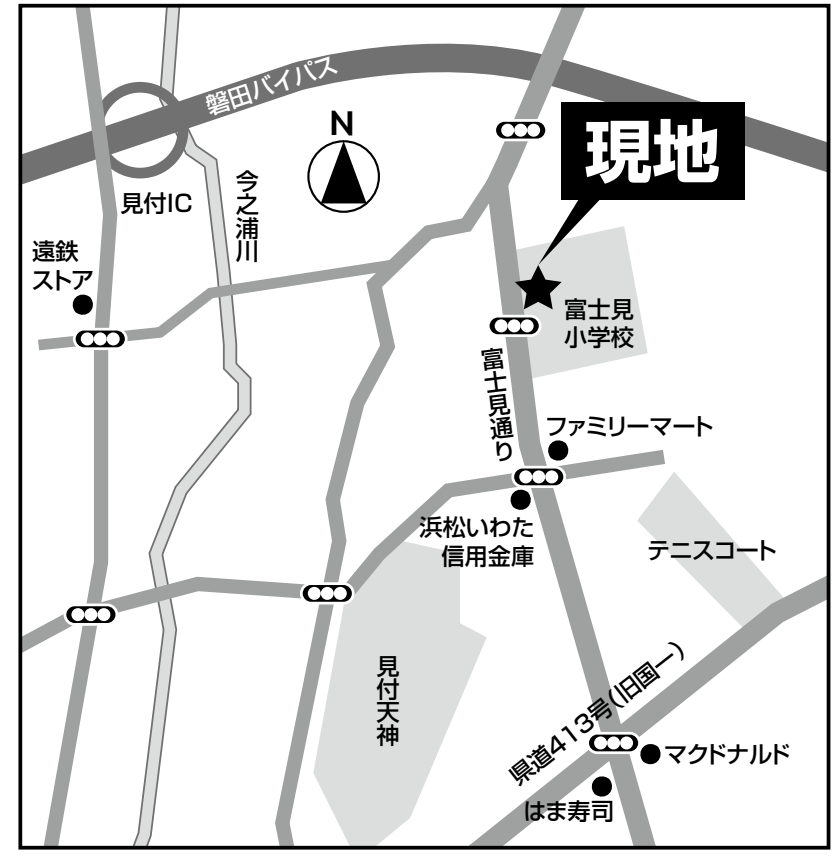 磐田バイパス
N
現地
見付IC
今之浦川
遠鉄
ストア
富士見
小学校
富士見通り
ファミリーマート
浜松いわた
信用金庫
テニスコート
見付天神
県道413号(旧国一)
マクドナルド
はま寿司